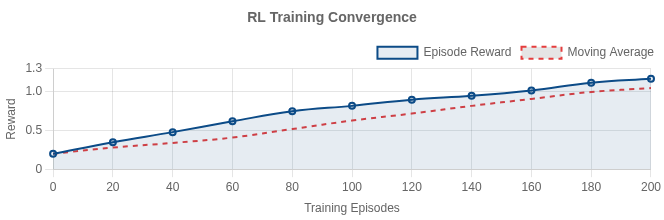 RL Training Convergence
Episode Reward Moving Average
1.3
1.0
0.5
0
Reward
0 20 40 60 80 100 120 140 160 180 200
Training Episodes